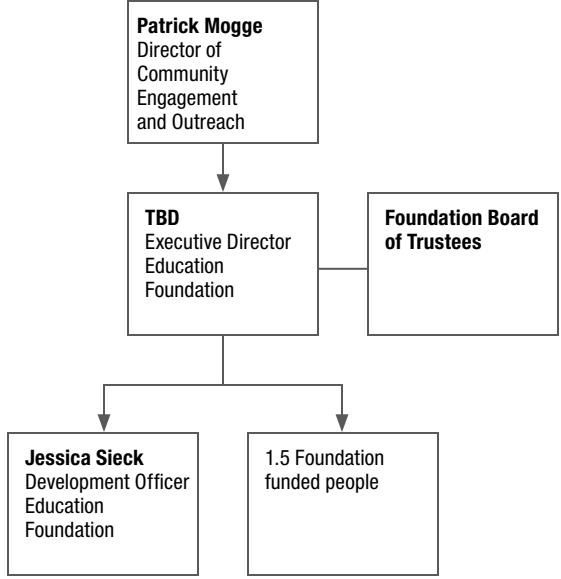 Patrick Mogge
Director of
Community
Engagement
and Outreach
TBD
Executive Director
Education
Foundation
Foundation Board
of Trustees
Jessica Sieck
Development Officer
Education
Foundation
1.5 Foundation
funded people